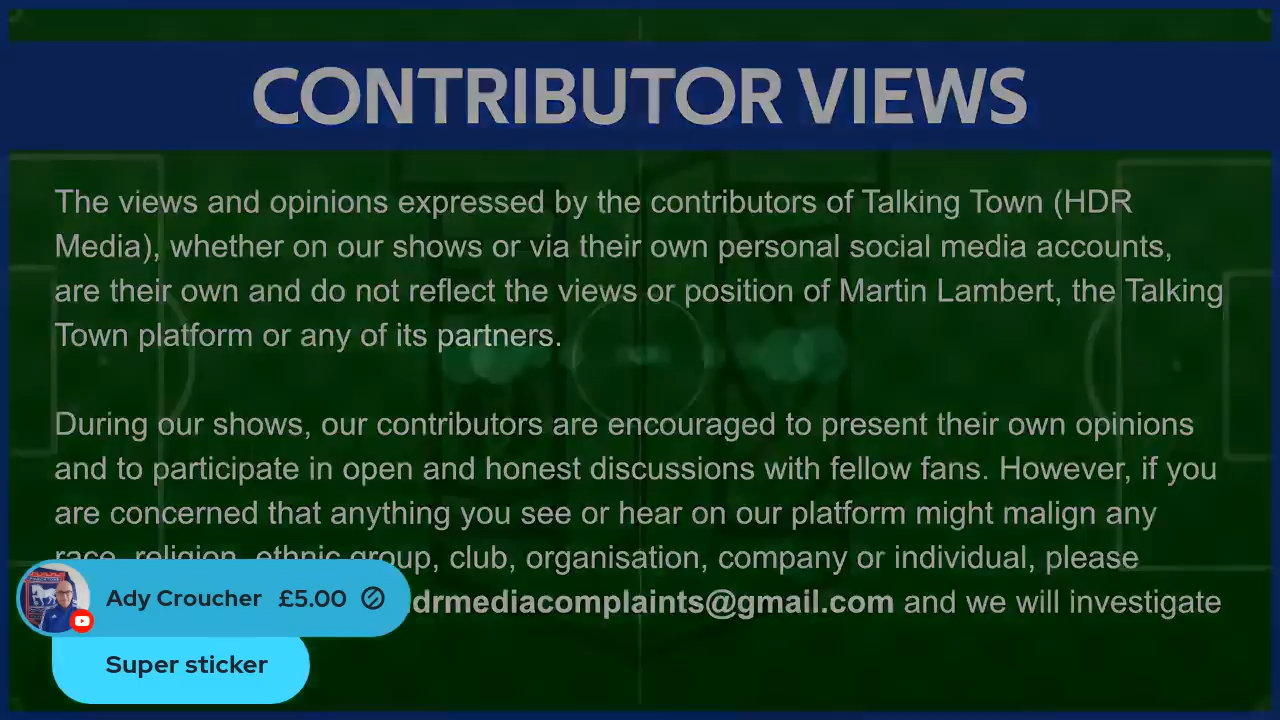 CONTRIBUTOR VIEWS
The views and opinions expressed by the contributors of Talking Town (HDR
Media), whether on our shows or via their own personal social media accounts,
are their own and do not reflect the views or position of Martin Lambert, the Talking
Town platform or any of its partners.
During our shows, our contributors are encouraged to present their own opinions
and to participate in open and honest discussions with fellow fans. However, if you
are concerned that anything you see or hear on our platform might malign any
race, religion, ethnic group, club, organisation, company or individual, please
drmediacomplaints@gmail.com and we will investigate
Ady Croucher £5.00
Super sticker